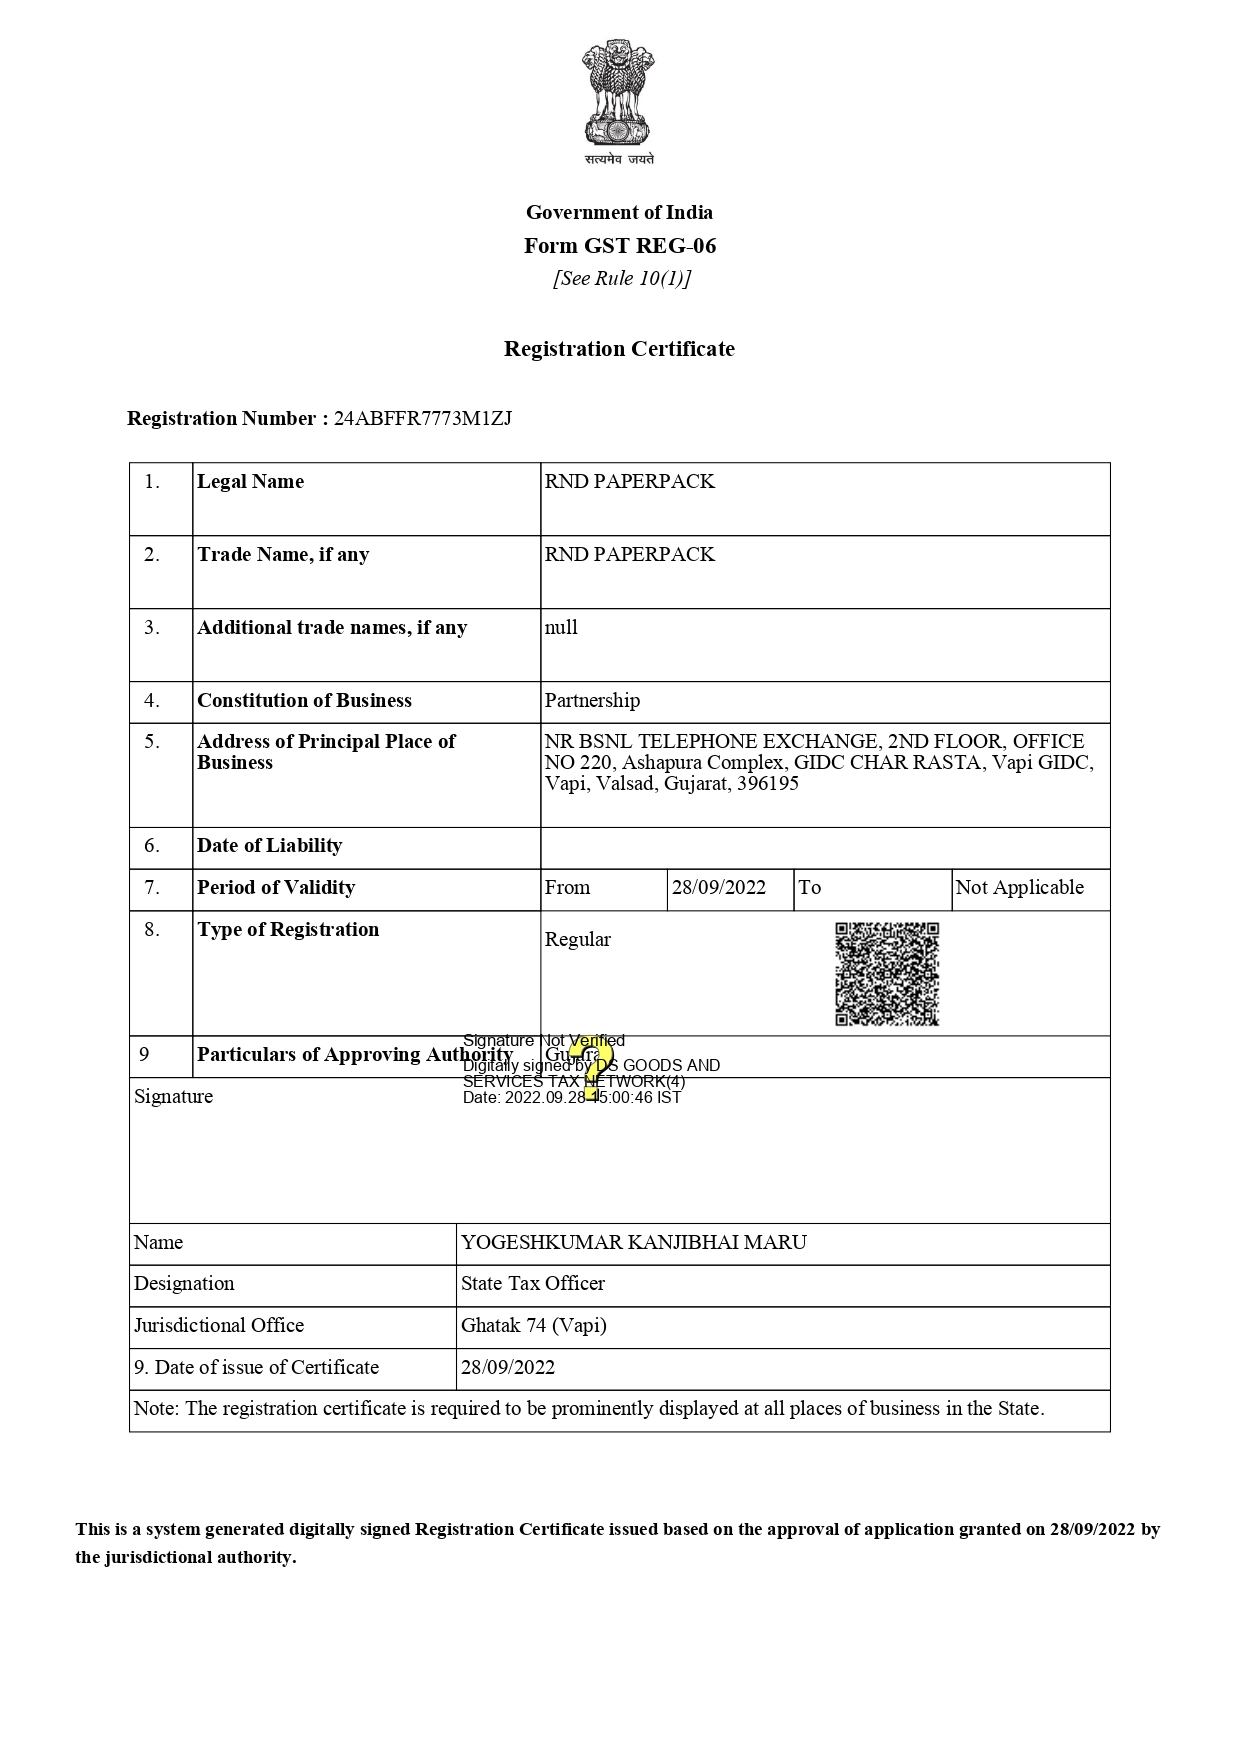 सत्यमेव जयते
Government of India
Form GST REG-06
[See Rule 10(1)]
Registration Certificate
Registration Number : 24ABFFR7773M1ZJ
1. Legal Name RND PAPERPACK
2. Trade Name, if any RND PAPERPACK
3. Additional trade names, if any null
4. Constitution of Business Partnership
5. Address of Principal Place of NR BSNL TELEPHONE EXCHANGE, 2ND FLOOR, OFFICE
Business NO 220, Ashapura Complex, GIDC CHAR RASTA, Vapi GIDC,
Vapi, Valsad, Gujarat, 396195
6. Date of Liability
7. Period of Validity From 28/09/2022 To Not Applicable
8. Type of Registration Regular
Signature Not Verified
9 Particulars of Approving Authority
Digitally signed by DS GOODS AND
SERVICES TAX NETWORK(4)
Date: 2022.09.28 15:00:46 IST
Signature
Name YOGESHKUMAR KANJIBHAI MARU
Designation State Tax Officer
Jurisdictional Office Ghatak 74 (Vapi)
9. Date of issue of Certificate 28/09/2022
Note: The registration certificate is required to be prominently displayed at all places of business in the State.
This is a system generated digitally signed Registration Certificate issued based on the approval of application granted on 28/09/2022 by
the jurisdictional authority.